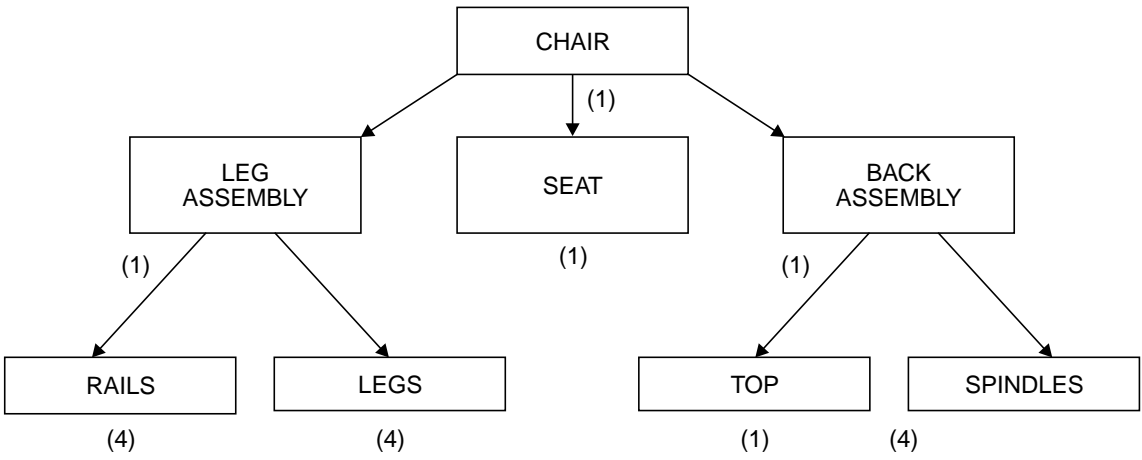 CHAIR
(1)
LEG
ASSEMBLY
SEAT
BACK
ASSEMBLY
(1)
(1)
(1)
RAILS
LEGS
TOP
SPINDLES
(4)
(4)
(1)
(4)